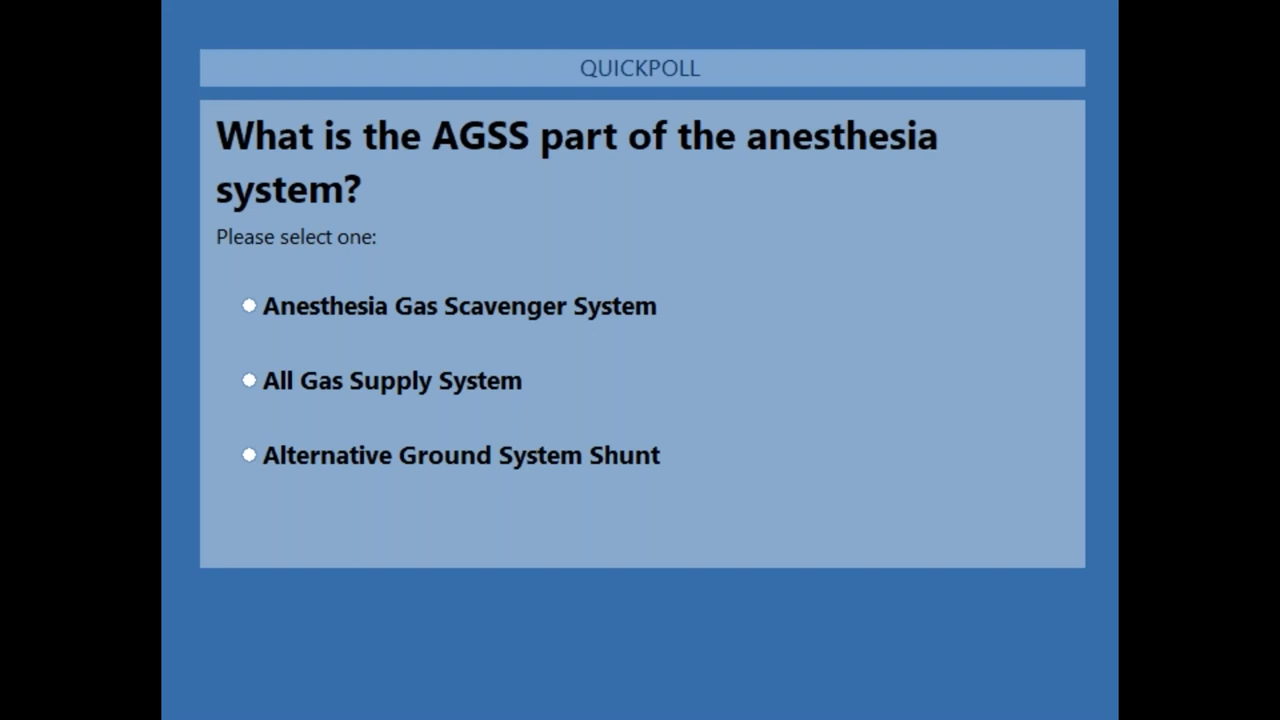 QUICKPOLL
What is the AGSS part of the anesthesia
system?
Please select one:
Anesthesia Gas Scavenger System
All Gas Supply System
Alternative Ground System Shunt